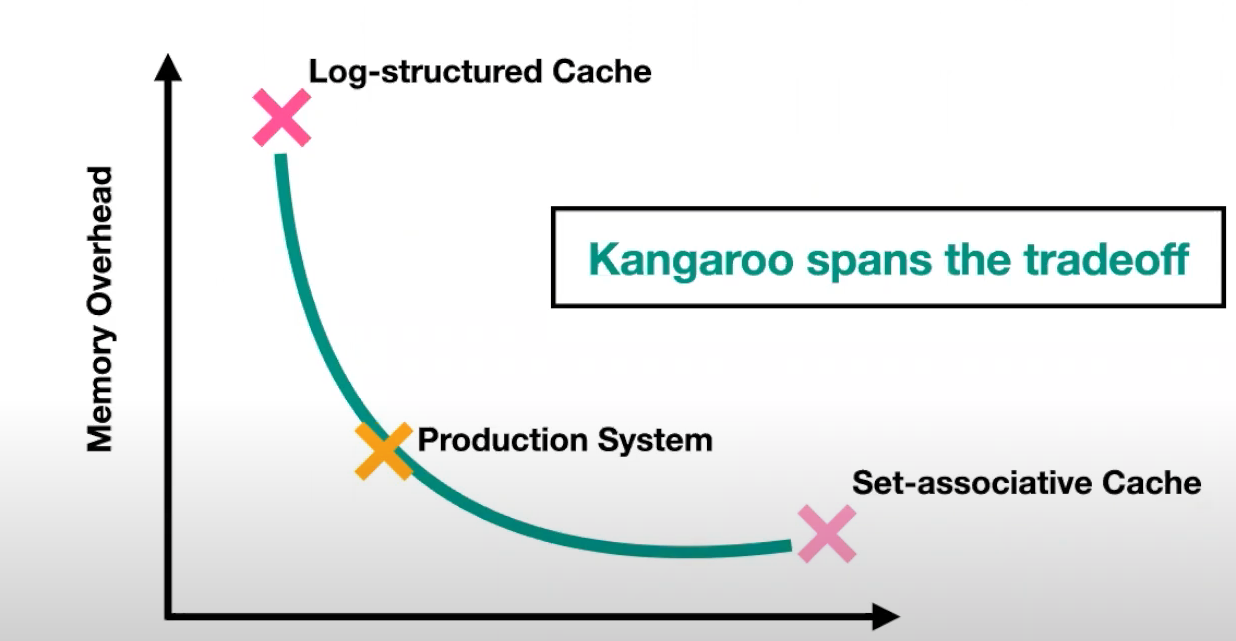 Log-structured Cache
Kangaroo spans the tradeoff
Memory Overhead
Production System
Set-associative Cache